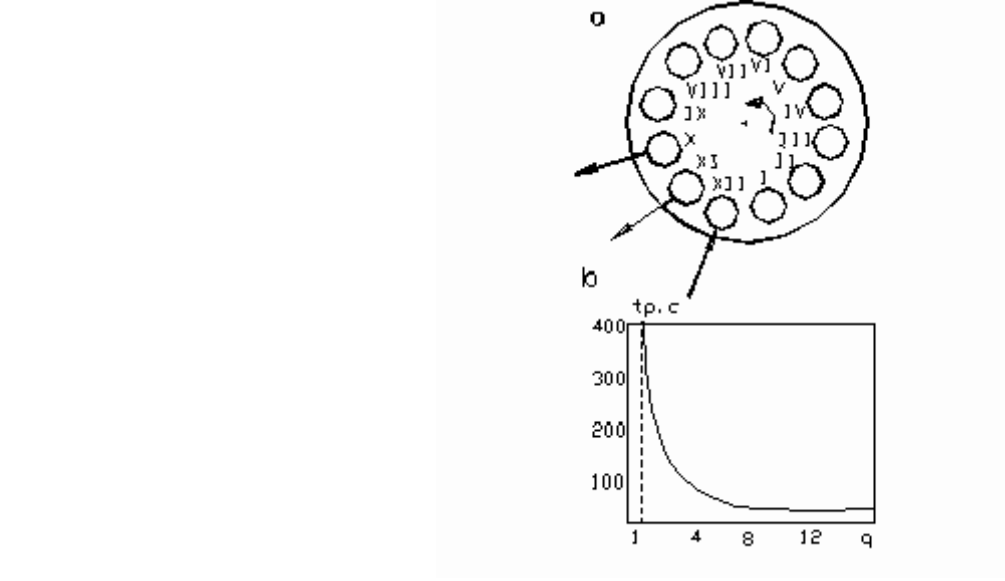 a
VII VI
VIII V
IX IV
X III
XI II
XII I
b
tp.c
400
300
200
100
1 4 8 12 q